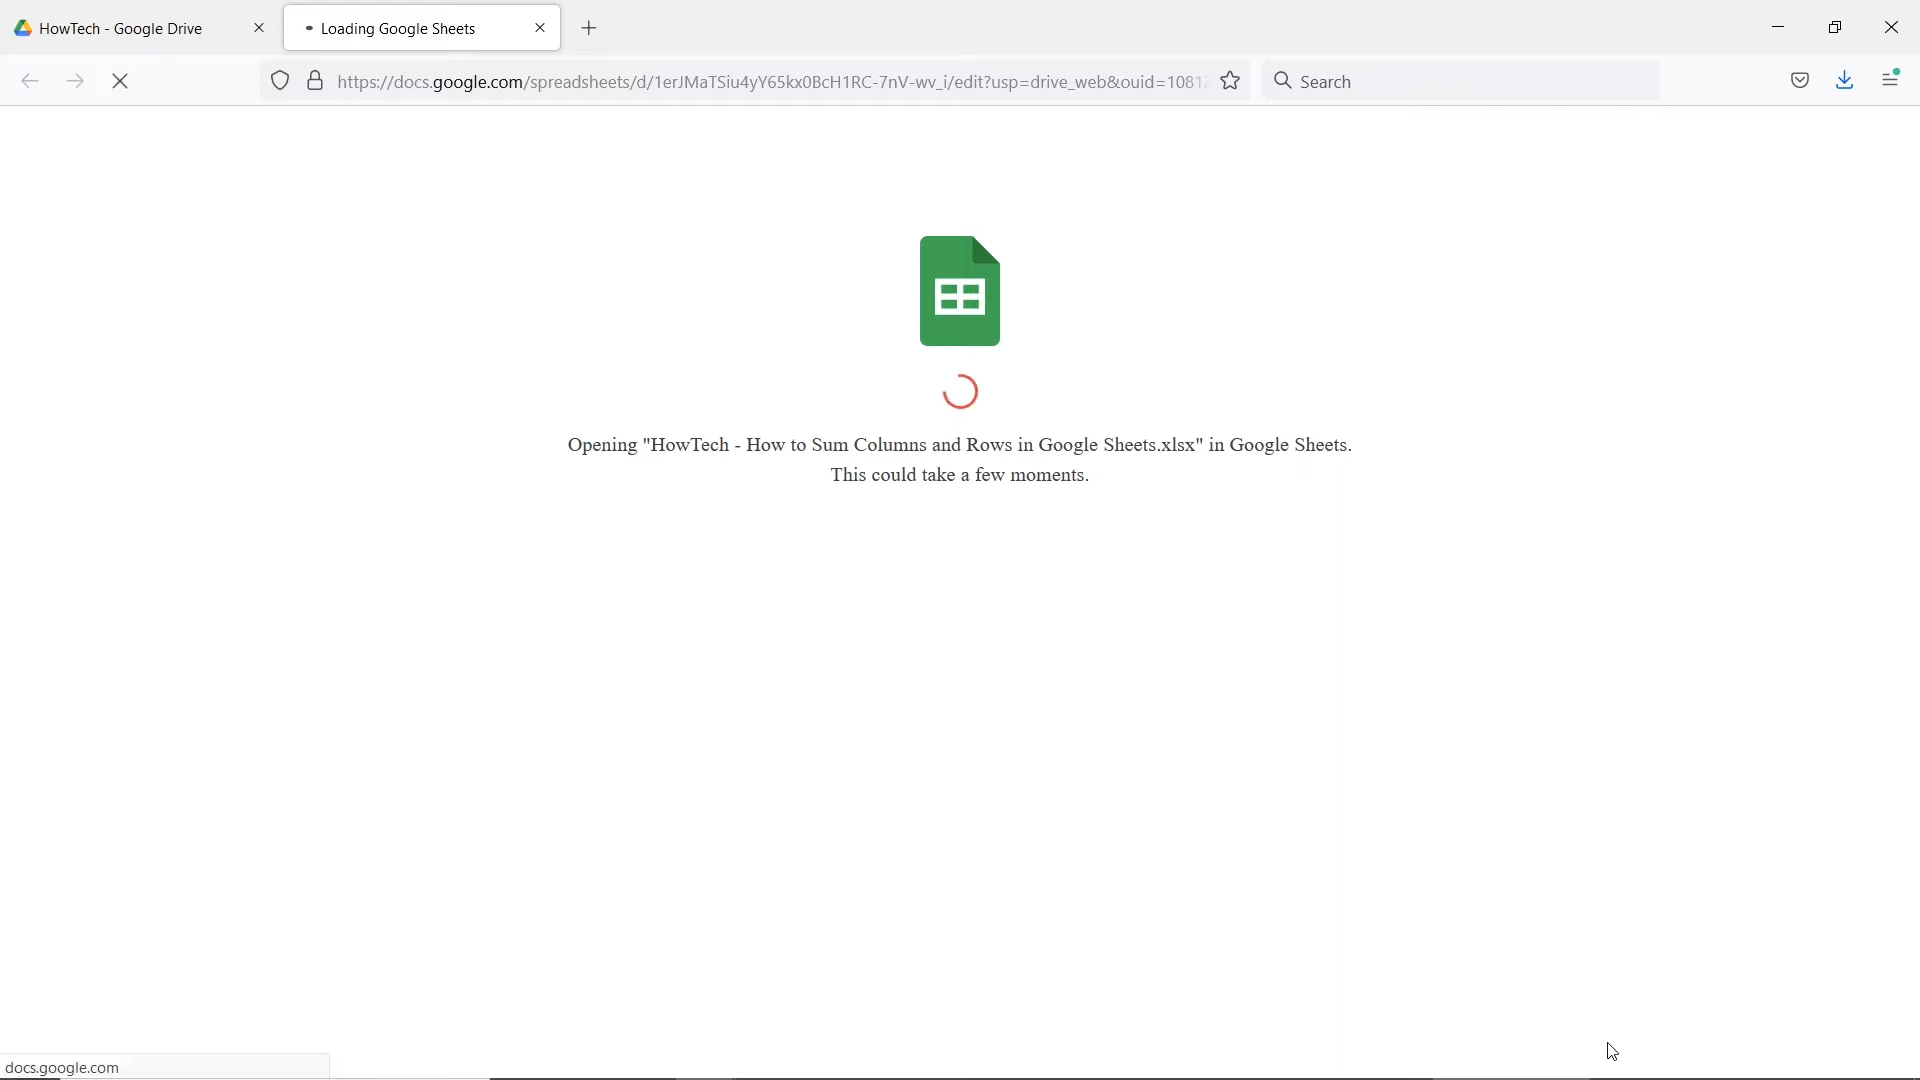 HowTech - Google Drive
Loading Google Sheets
https://docs.google.com/spreadsheets/d/1erJMaTSiu4yY65kx0BcH1RC-7nV-wv_i/edit?usp=drive_web&ouid=1081
Search
Opening "HowTech - How to Sum Columns and Rows in Google Sheets.xlsx" in Google Sheets.
This could take a few moments.
docs.google.com